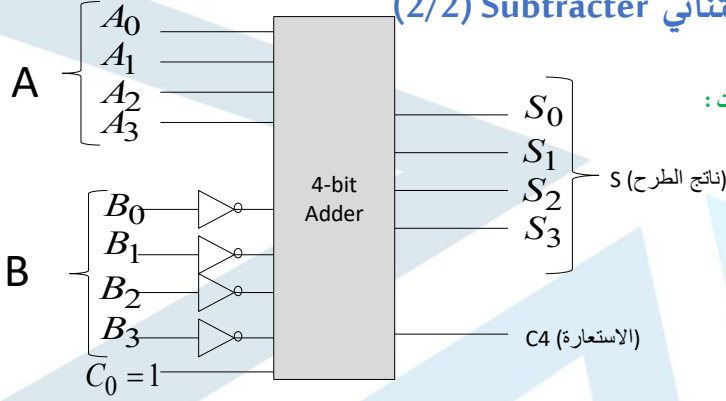 تنائي Subtracter (2/2)
ت :
A
A0
A1
A2
A3
B
B0
B1
B2
B3
C0 = 1
4-bit
Adder
S0
S1
S2
S3
S (ناتج الطرح)
C4 (الاستعارة)